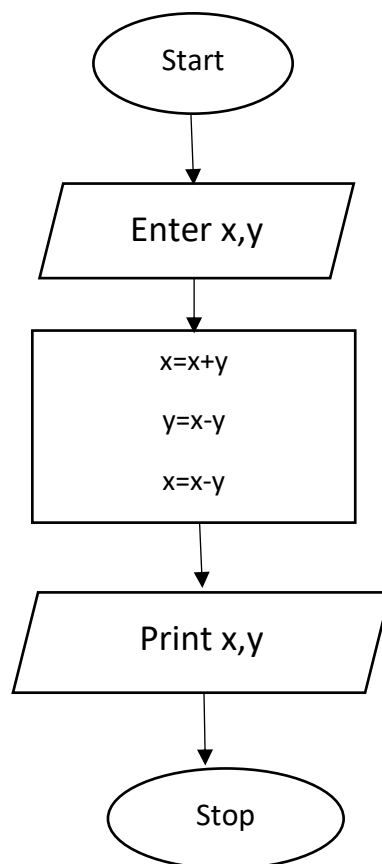 Start
Enter x,y
x=x+y
y=x-y
x=x-y
Print x,y
Stop